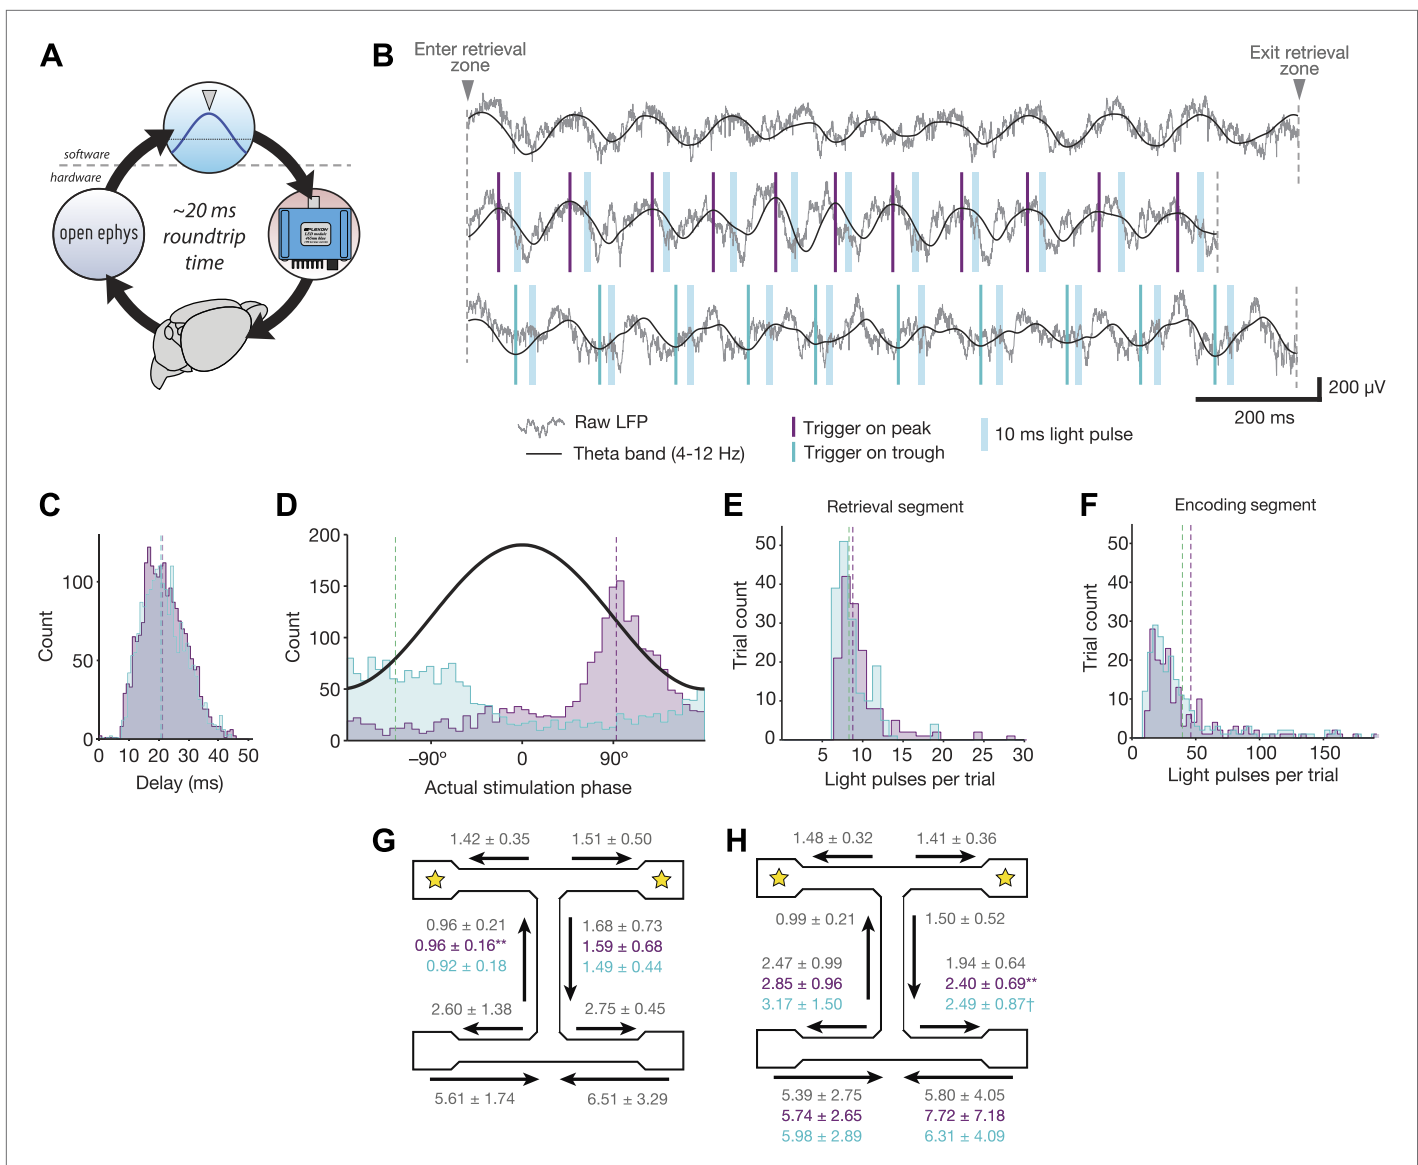 A
software
hardware
open ephys
~20 ms
roundtrip
time
PLEXON
B
Enter retrieval
zone
Exit retrieval
zone
200 µV
200 ms
Raw LFP
Theta band (4-12 Hz)
Trigger on peak
Trigger on trough
10 ms light pulse
C
Count
100
50
0
0 10 20 30 40 50
Delay (ms)
D
Count
200
150
100
50
0
–90º 0 90º
Actual stimulation phase
E
Retrieval segment
Trial count
50
40
30
20
10
0
5 10 15 20 25 30
Light pulses per trial
F
Encoding segment
Trial count
50
40
30
20
10
0
0 50 100 150
Light pulses per trial
G
1.42 ± 0.35 1.51 ± 0.50
0.96 ± 0.21 1.68 ± 0.73
0.96 ± 0.16** 1.59 ± 0.68
0.92 ± 0.18 1.49 ± 0.44
2.60 ± 1.38 2.75 ± 0.45
5.61 ± 1.74 6.51 ± 3.29
H
1.48 ± 0.32 1.41 ± 0.36
0.99 ± 0.21 1.50 ± 0.52
2.47 ± 0.99 1.94 ± 0.64
2.85 ± 0.96 2.40 ± 0.69**
3.17 ± 1.50 2.49 ± 0.87†
5.39 ± 2.75 5.80 ± 4.05
5.74 ± 2.65 7.72 ± 7.18
5.98 ± 2.89 6.31 ± 4.09